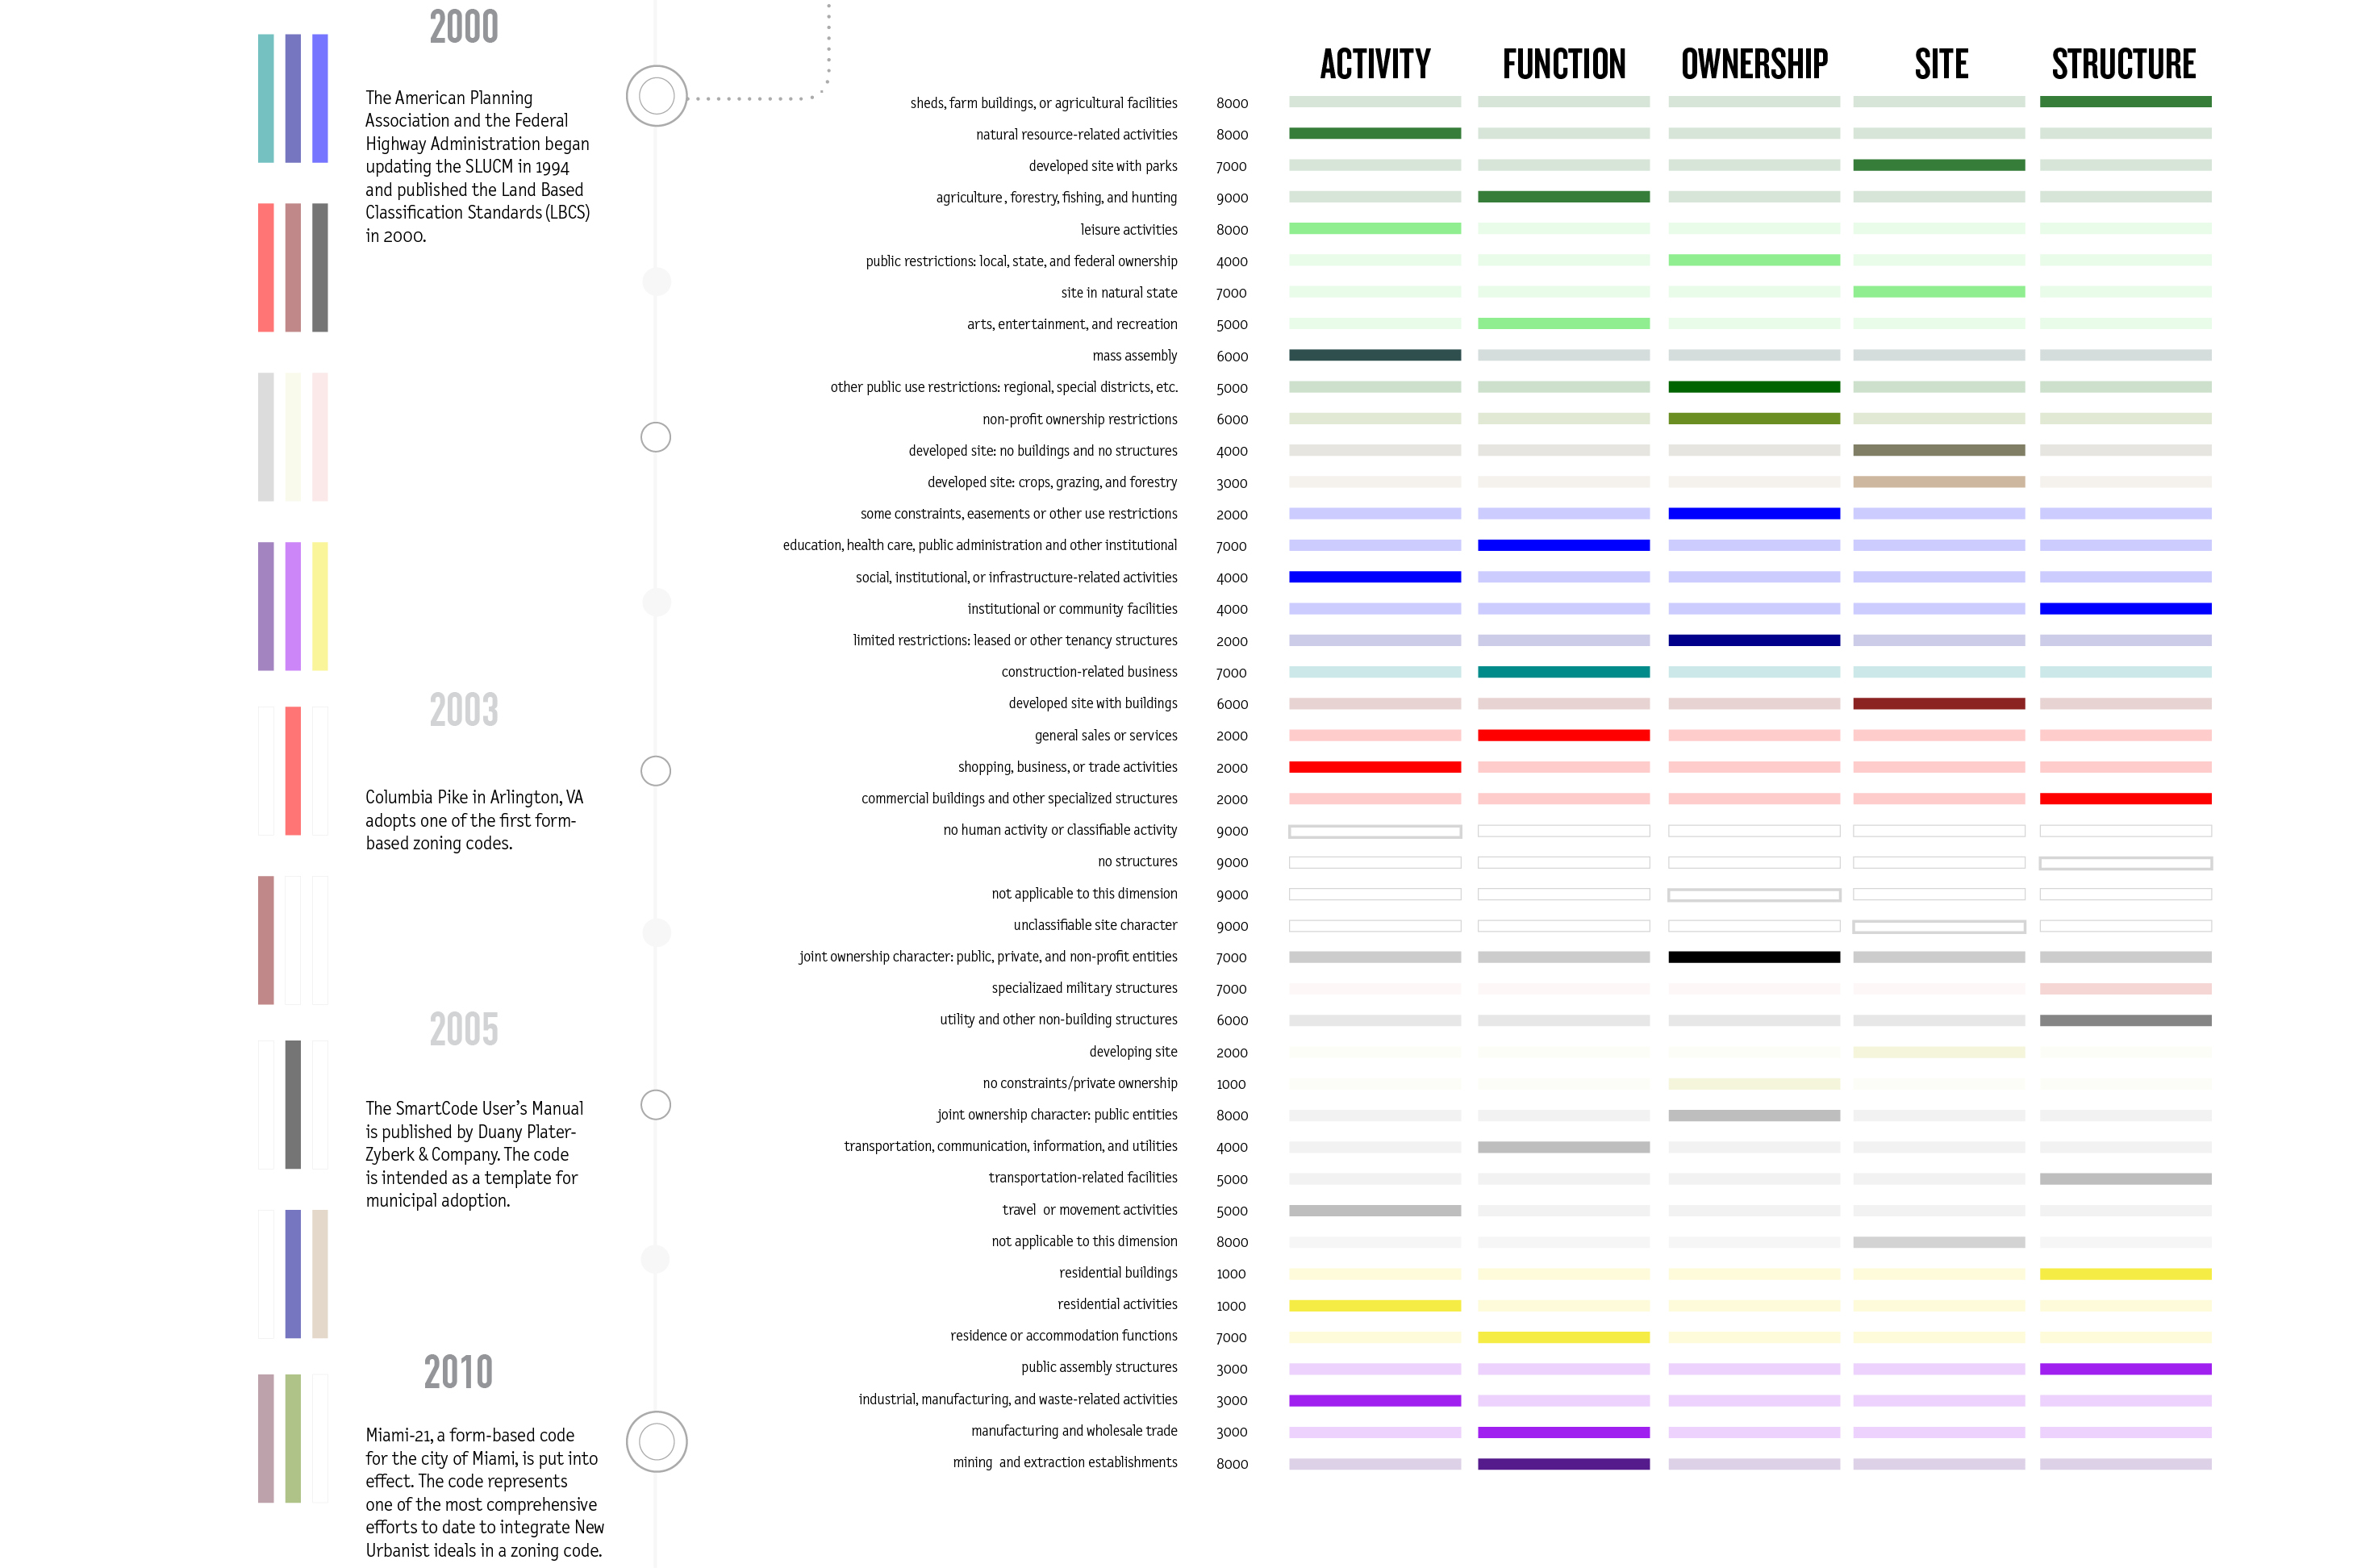 2000
The American Planning
Association and the Federal
Highway Administration began
updating the SLUCM in 1994
and published the Land Based
Classification Standards (LBCS)
in 2000.
2003
Columbia Pike in Arlington, VA
adopts one of the first form-
based zoning codes.
2005
The SmartCode User's Manual
is published by Duany Plater-
Zyberk & Company. The code
is intended as a template for
municipal adoption.
2010
Miami-21, a form-based code
for the city of Miami, is put into
effect. The code represents
one of the most comprehensive
efforts to date to integrate New
Urbanist ideals in a zoning code.
ACTIVITY FUNCTION OWNERSHIP SITE STRUCTURE
sheds, farm buildings, or agricultural facilities 8000
natural resource-related activities 8000
developed site with parks 7000
agriculture, forestry, fishing, and hunting 9000
leisure activities 8000
public restrictions: local, state, and federal ownership 4000
site in natural state 7000
arts, entertainment, and recreation 5000
mass assembly 6000
other public use restrictions: regional, special districts, etc. 5000
non-profit ownership restrictions 6000
developed site: no buildings and no structures 4000
developed site: crops, grazing, and forestry 3000
some constraints, easements or other use restrictions 2000
education, health care, public administration and other institutional 7000
social, institutional, or infrastructure-related activities 4000
institutional or community facilities 4000
limited restrictions: leased or other tenancy structures 2000
construction-related business 7000
developed site with buildings 6000
general sales or services 2000
shopping, business, or trade activities 2000
commercial buildings and other specialized structures 2000
no human activity or classifiable activity 9000
no structures 9000
not applicable to this dimension 9000
unclassifiable site character 9000
joint ownership character: public, private, and non-profit entities 7000
specializaed military structures 7000
utility and other non-building structures 6000
developing site 2000
no constraints/private ownership 1000
joint ownership character: public entities 8000
transportation, communication, information, and utilities 4000
transportation-related facilities 5000
travel or movement activities 5000
not applicable to this dimension 8000
residential buildings 1000
residential activities 1000
residence or accommodation functions 7000
public assembly structures 3000
industrial, manufacturing, and waste-related activities 3000
manufacturing and wholesale trade 3000
mining and extraction establishments 8000